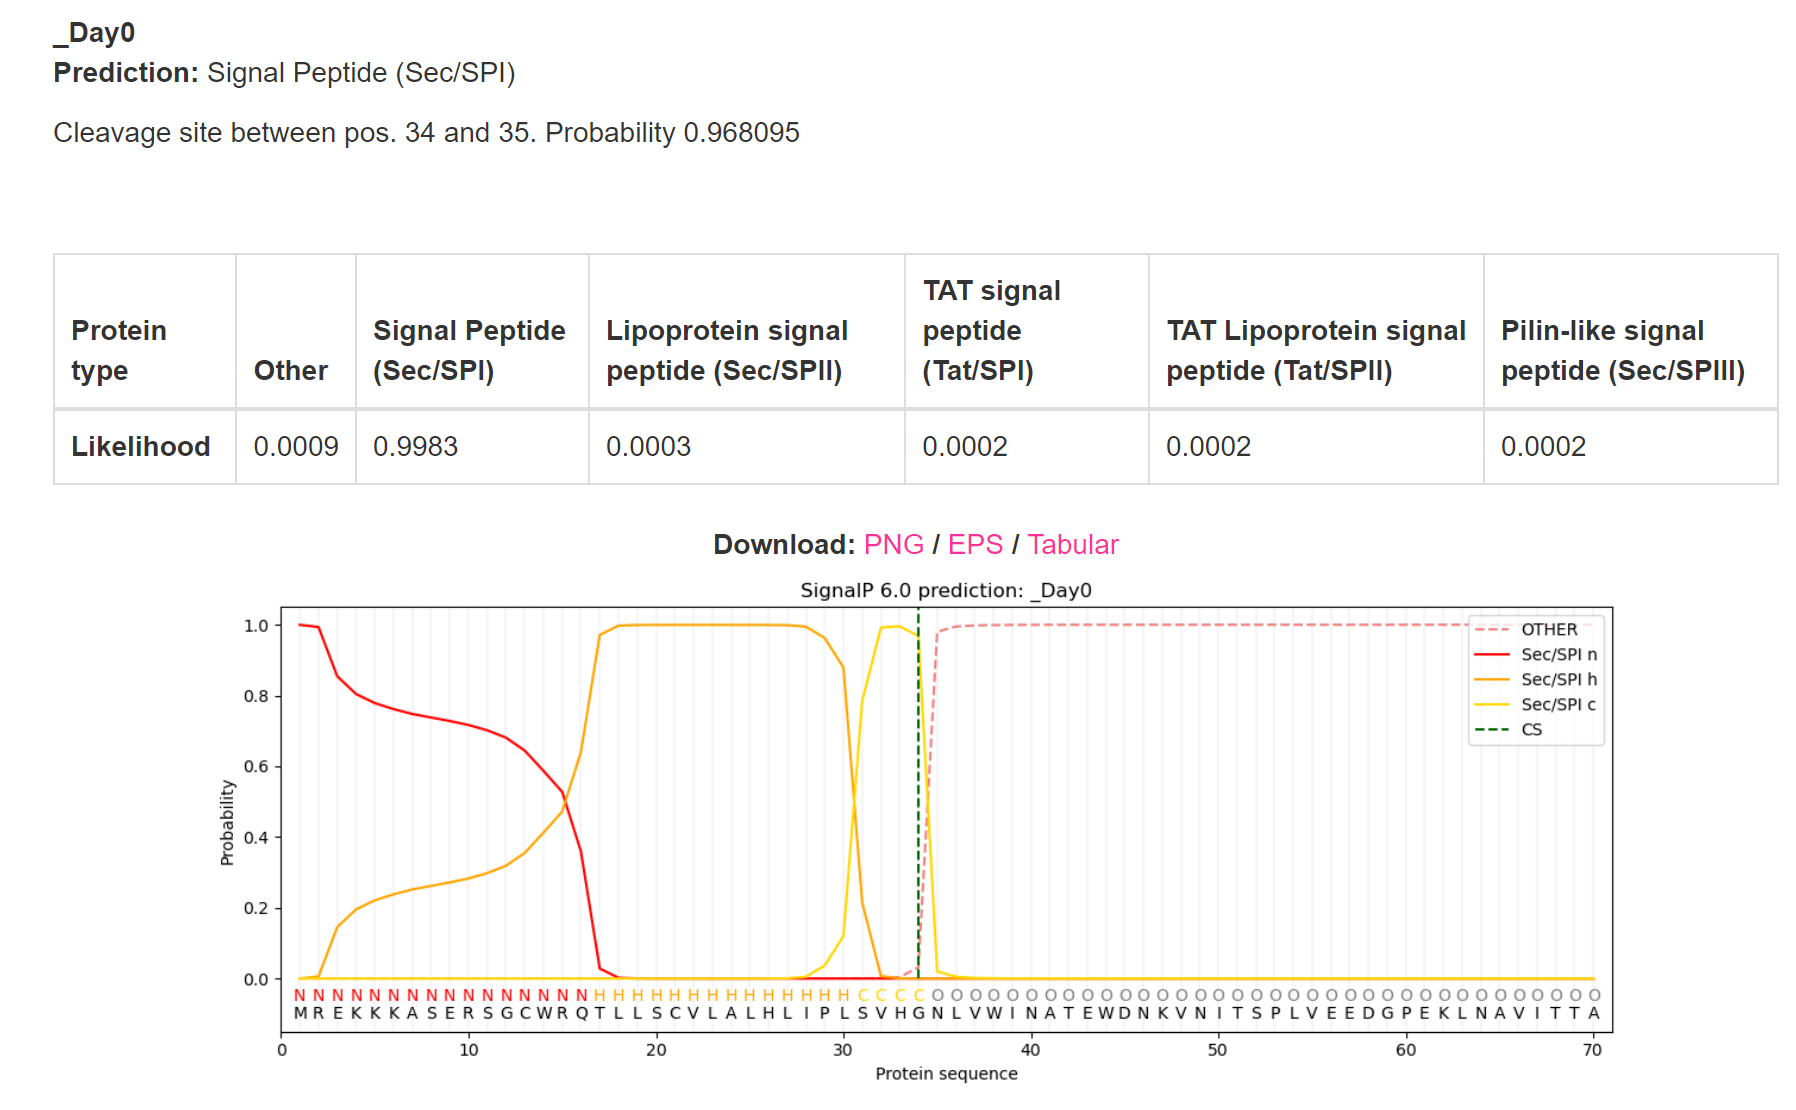 _Day0
Prediction: Signal Peptide (Sec/SPI)
Cleavage site between pos. 34 and 35. Probability 0.968095
Protein type Other Signal Peptide (Sec/SPI) Lipoprotein signal peptide (Sec/SPII) TAT signal peptide (Tat/SPI) TAT Lipoprotein signal peptide (Tat/SPII) Pilin-like signal peptide (Sec/SPIII)
Likelihood 0.0009 0.9983 0.0003 0.0002 0.0002 0.0002
Download: PNG / EPS / Tabular
SignalP 6.0 prediction: _Day0
OTHER
Sec/SPI n
Sec/SPI h
Sec/SPI c
CS
1.0
0.8
0.6
0.4
0.2
0.0
Probability
N N N N N N N N N N N N N N N N H H H H H H H H H H H H H H C C C C O O O O O O O O O O O O O O O O O O O O O O O O O O O O O O O O O O O O
M R E K K K A S E R S G C W R Q T L L S C V L A L H L I P L S V H G N L V W I N A T E W D N K V N I T S P L V E E D G P E K L N A V I T T A
0 10 20 30 40 50 60 70
Protein sequence